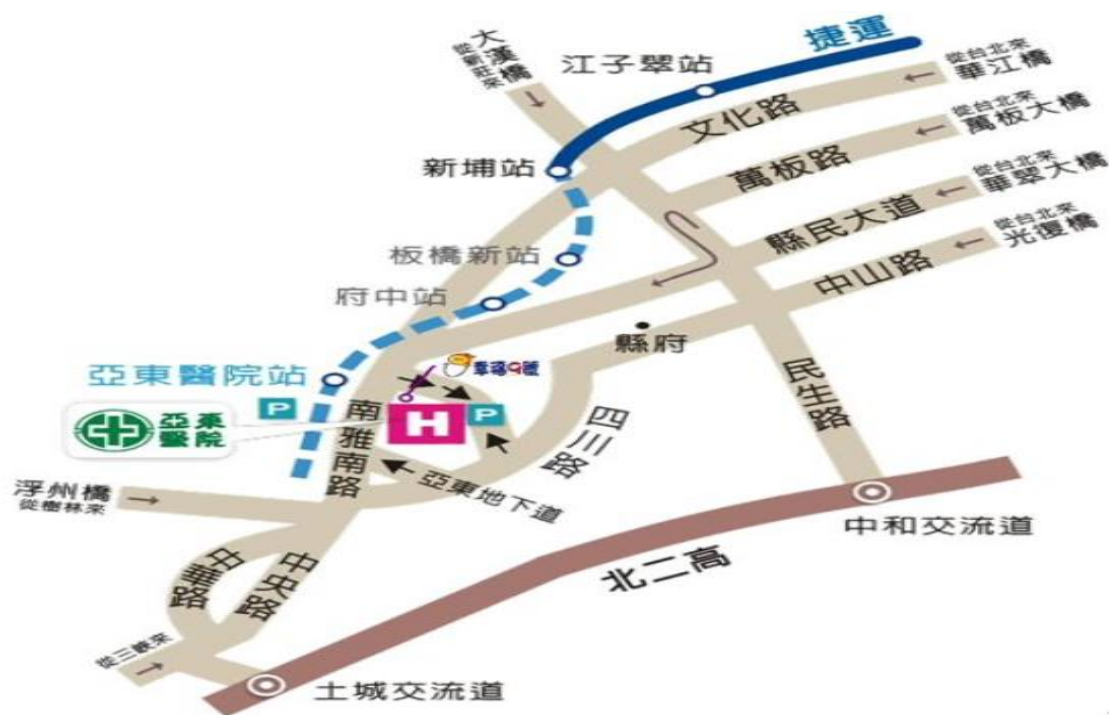 大漢橋
從新莊來
捷運
江子翠站
從台北來
華江橋
文化路
從台北來
萬板大橋
新埔站
萬板路
從台北來
華翠大橋
縣民大道
從台北來
光復橋
板橋新站
中山路
府中站
縣府
幸福9號
亞東醫院站
P
民生路
亞東
醫院
H
P
南雅南路
四川路
亞東地下道
浮州橋
從樹林來
中和交流道
中華路
中央路
北二高
從三峽來
土城交流道